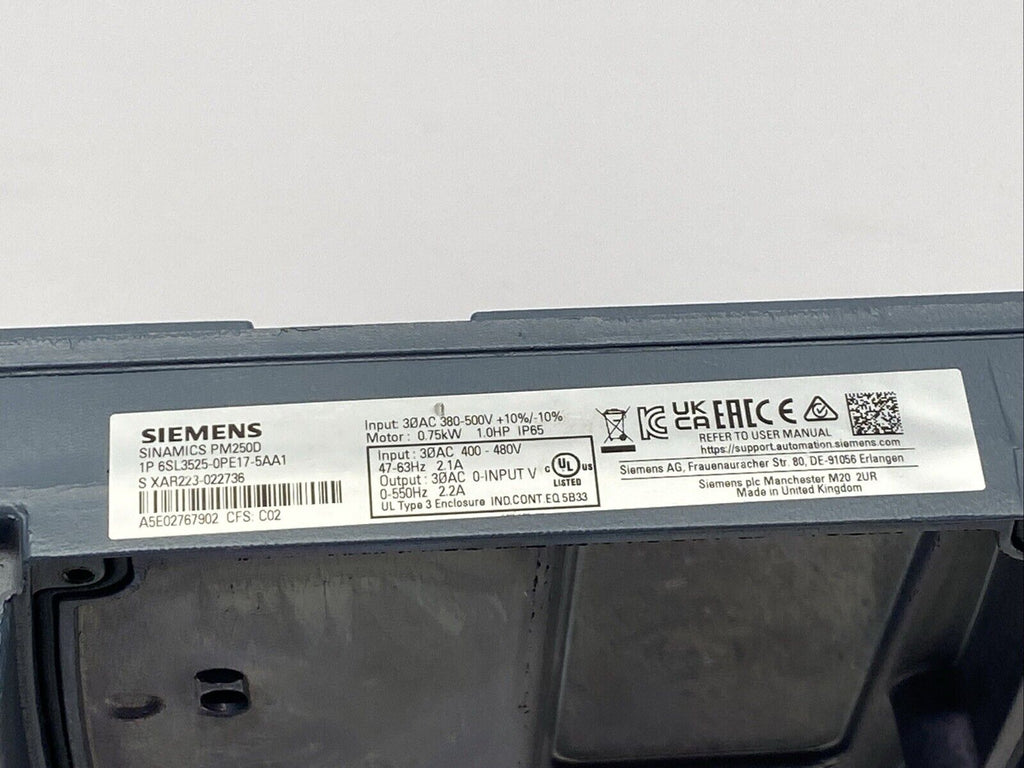 SIEMENS
SINAMICS PM250D
1P 6SL3525-0PE17-5AA1
S XAR223-022736
A5E02767902 CFS: C02
Input: 3ØAC 380-500V +10%/-10%
Motor : 0.75kW 1.0HP IP65
Input : 3ØAC 400 - 480V
47-63Hz 2.1A
Output : 3ØAC 0-INPUT V
0-550Hz 2.2A
UL Type 3 Enclosure IND.CONT.EQ.5B33
c UL us
LISTED
UK CA EAC CE
REFER TO USER MANUAL
https://support.automation.siemens.com
Siemens AG, Frauenauracher Str. 80, DE-91056 Erlangen
Siemens plc Manchester M20 2UR
Made in United Kingdom